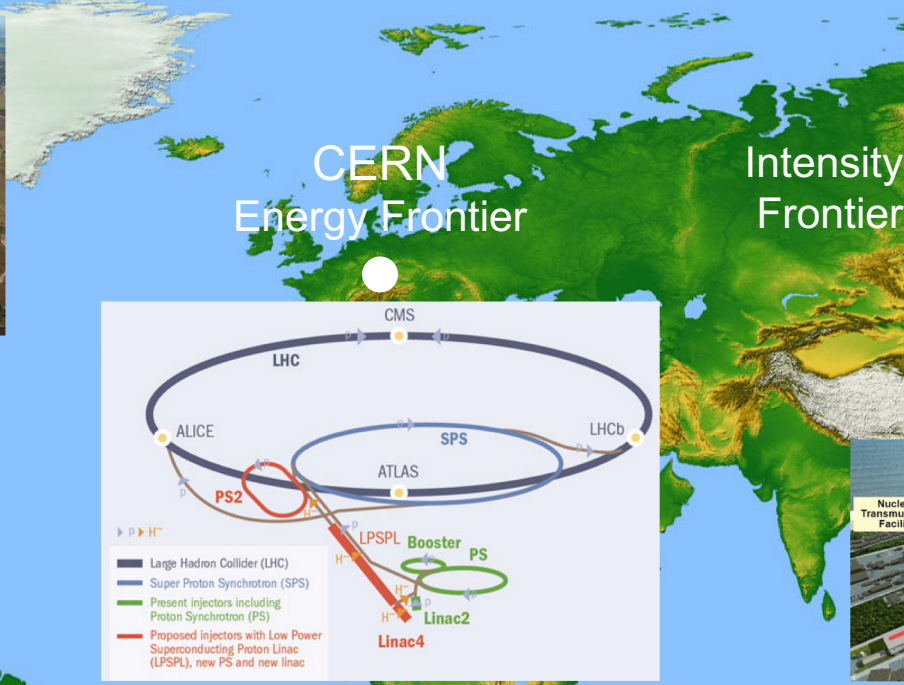 CERN
Energy Frontier
Intensity
Frontier
CMS
p
p
LHC
ALICE
p
SPS
LHCb
p
p
ATLAS
PS2
p
H⁻
p
LPSPL
H⁻
Booster
p
PS
H⁻
p
p
H⁻
Linac2
Linac4
p H⁻
Large Hadron Collider (LHC)
Super Proton Synchrotron (SPS)
Present injectors including
Proton Synchrotron (PS)
Proposed injectors with Low Power
Superconducting Proton Linac
(LPSPL), new PS and new linac